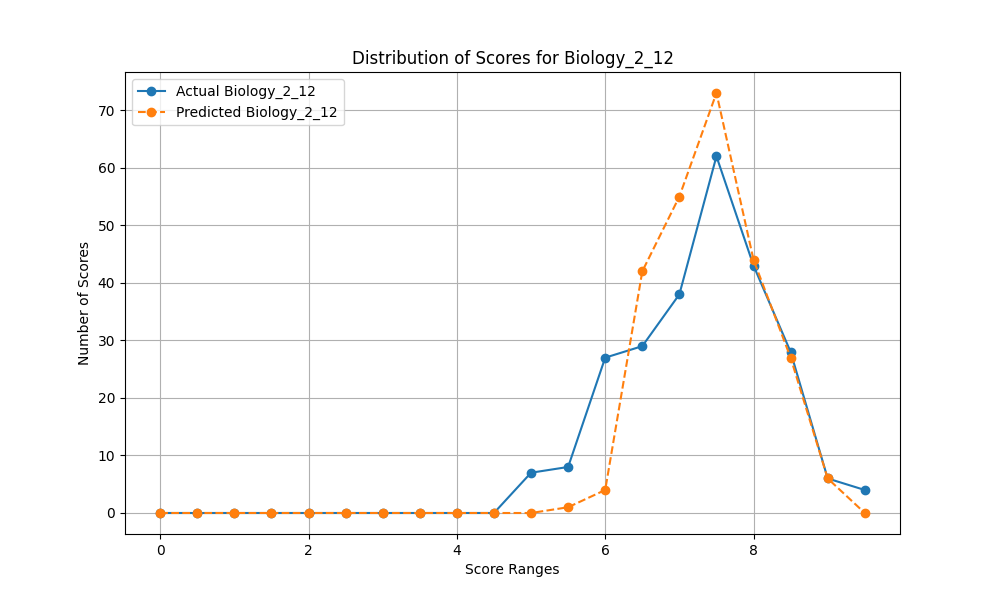 Distribution of Scores for Biology_2_12
Actual Biology_2_12
Predicted Biology_2_12
Number of Scores
70
60
50
40
30
20
10
0
0 2 4 6 8
Score Ranges